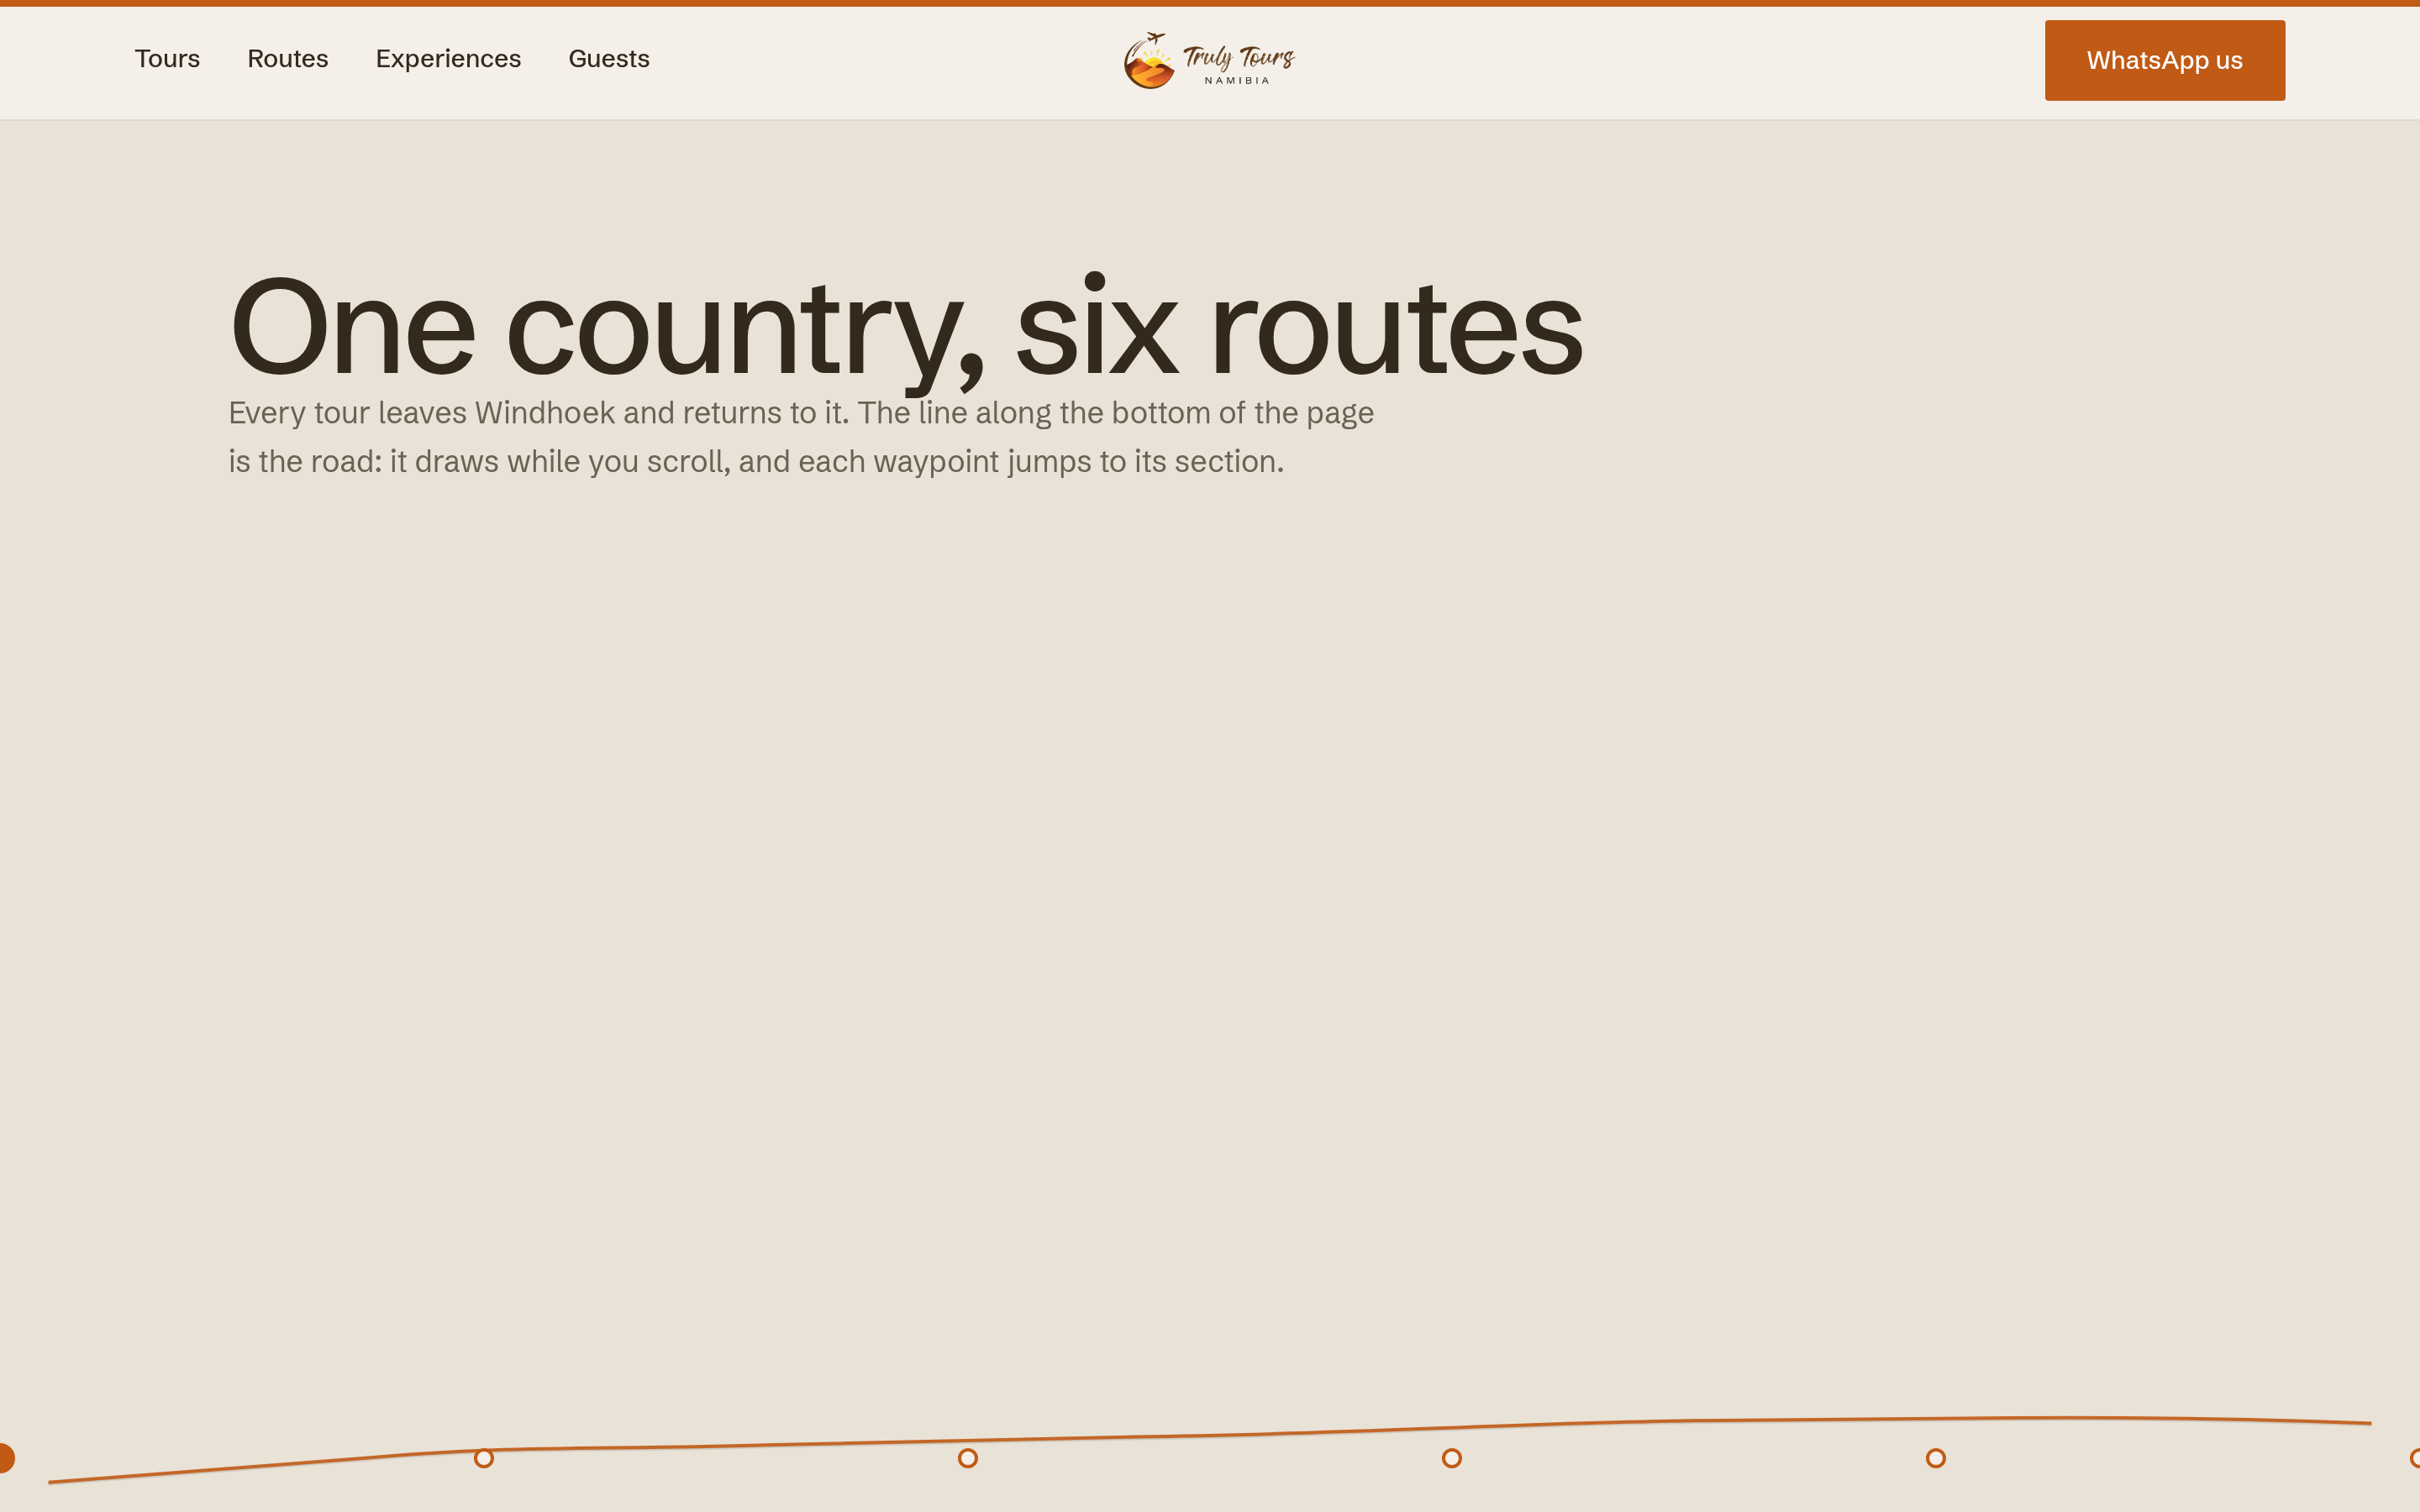 Tours Routes Experiences Guests
Truly Tours
NAMIBIA
WhatsApp us
One country, six routes
Every tour leaves Windhoek and returns to it. The line along the bottom of the page
is the road: it draws while you scroll, and each waypoint jumps to its section.